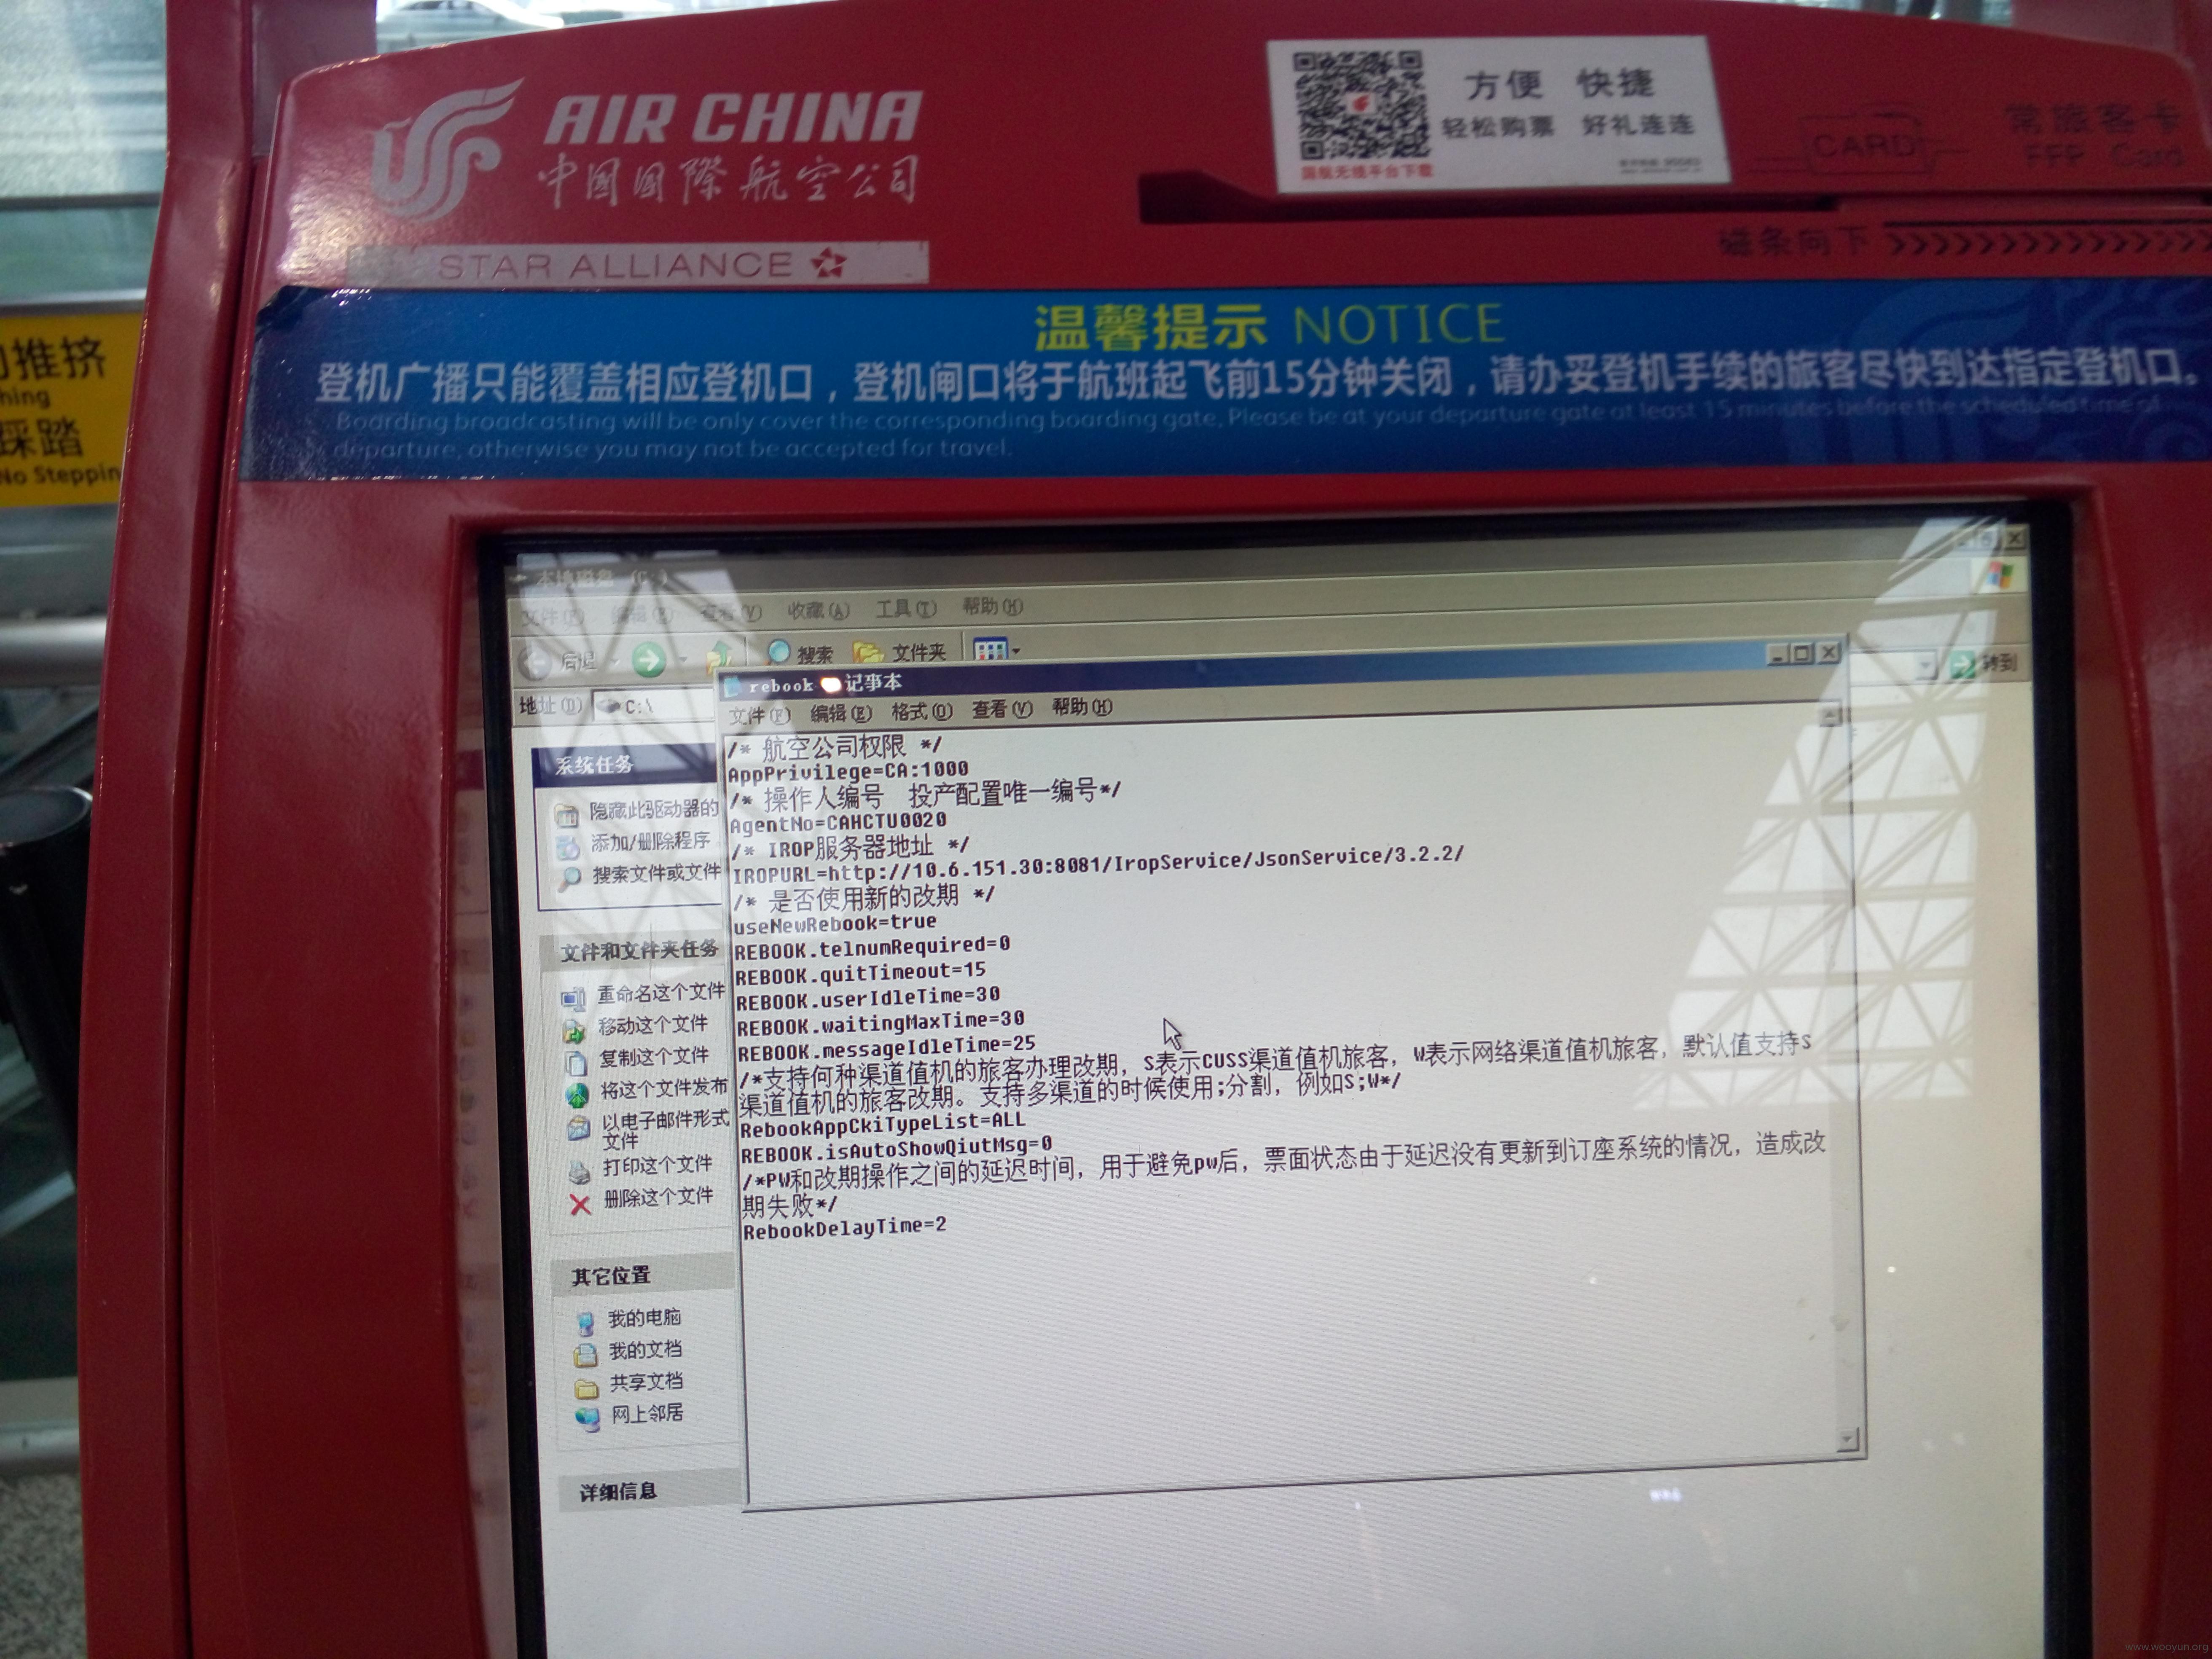 AIR CHINA
中国国際航空公司
STAR ALLIANCE
方便 快捷
轻松购票 好礼连连
国航无线平台下载
CARD
常旅客卡
FFP Card
磁条向下
推挤
hing
踩踏
No Steppin
温馨提示 NOTICE
登机广播只能覆盖相应登机口，登机闸口将于航班起飞前15分钟关闭，请办妥登机手续的旅客尽快到达指定登机口。
Boarding broadcasting will be only cover the corresponding boarding gate, Please be at your departure gate at least 15 minutes before the scheduled time of
departure, otherwise you may not be accepted for travel.
本地磁盘 (C:)
文件(F) 编辑(E) 查看(V) 收藏(A) 工具(T) 帮助(H)
后退 搜索 文件夹
地址(D) C:\
转到
rebook 记事本
文件(F) 编辑(E) 格式(O) 查看(V) 帮助(H)
/* 航空公司权限 */
AppPrivilege=CA:1000
/* 操作人编号 投产配置唯一编号*/
AgentNo=CAHCTU0020
/* IROP服务器地址 */
IROPURL=http://10.6.151.30:8081/IropService/JsonService/3.2.2/
/* 是否使用新的改期 */
useNewRebook=true
REBOOK.telnumRequired=0
REBOOK.quitTimeout=15
REBOOK.userIdleTime=30
REBOOK.waitingMaxTime=30
REBOOK.messageIdleTime=25
/*支持何种渠道值机的旅客办理改期，S表示CUSS渠道值机旅客，W表示网络渠道值机旅客，默认值支持S
渠道值机的旅客改期。支持多渠道的时候使用;分割，例如S;W*/
RebookAppCkiTypeList=ALL
REBOOK.isAutoShowQiutMsg=0
/*PW和改期操作之间的延迟时间，用于避免pw后，票面状态由于延迟没有更新到订座系统的情况，造成改
期失败*/
RebookDelayTime=2
系统任务
隐藏此驱动器的
添加/删除程序
搜索文件或文件
文件和文件夹任务
重命名这个文件
移动这个文件
复制这个文件
将这个文件发布
以电子邮件形式
文件
打印这个文件
删除这个文件
其它位置
我的电脑
我的文档
共享文档
网上邻居
详细信息
www.wooyun.org